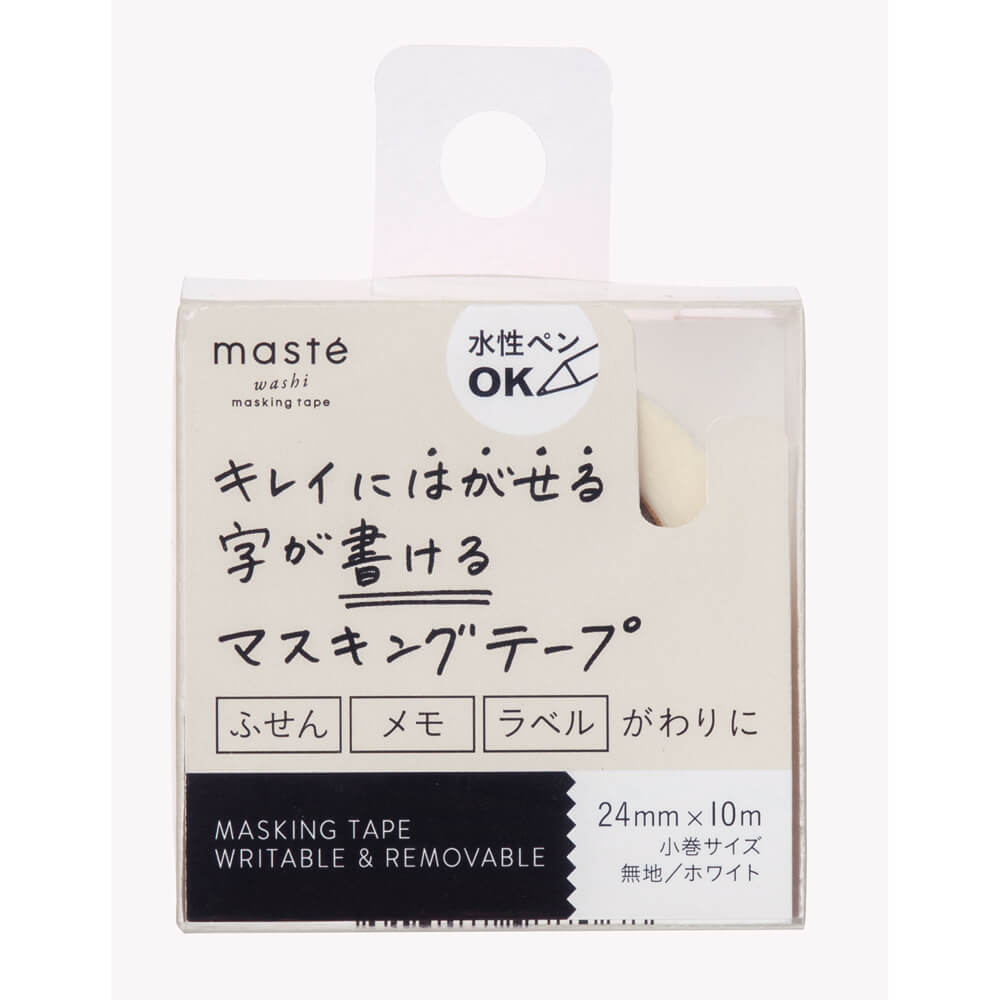 masté
washi
masking tape
水性ペン
OK
キレイにはがせる
字が書ける
マスキングテープ
ふせん メモ ラベル がわりに
MASKING TAPE
WRITABLE & REMOVABLE
24mm×10m
小巻サイズ
無地/ホワイト